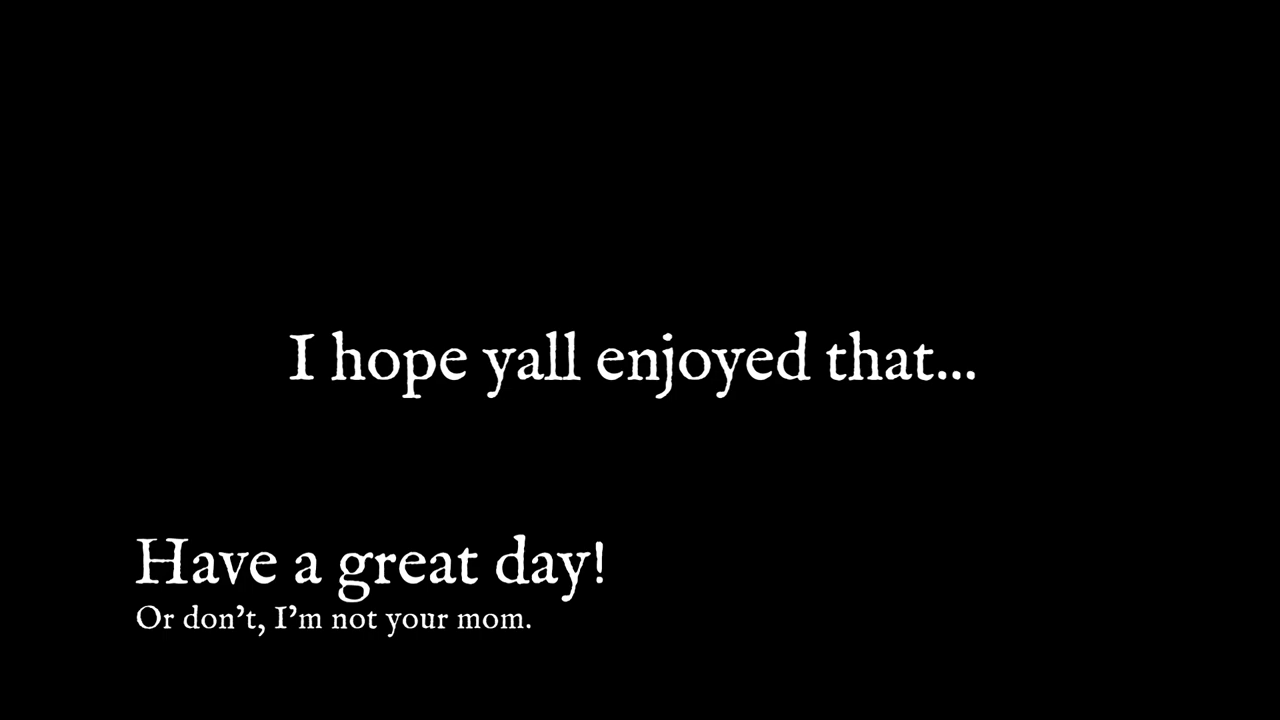 I hope yall enjoyed that...
Have a great day!
Or don't, I'm not your mom.